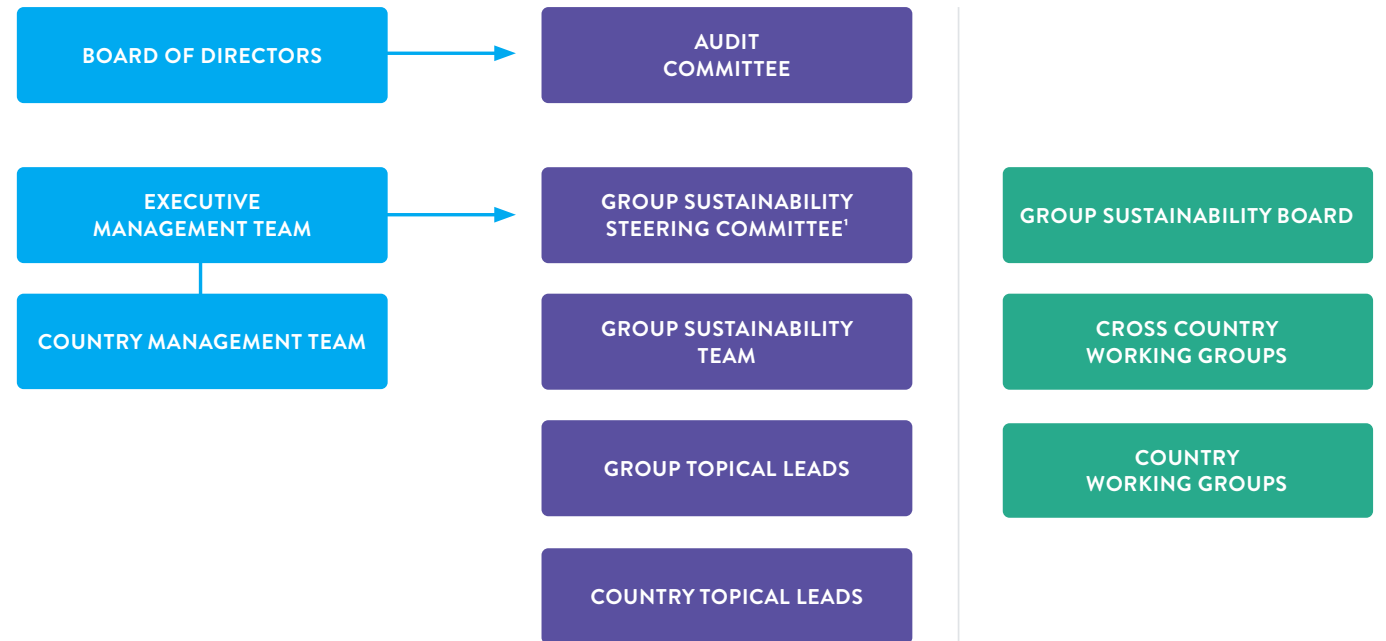 BOARD OF DIRECTORS
AUDIT
COMMITTEE
EXECUTIVE
MANAGEMENT TEAM
GROUP SUSTAINABILITY
STEERING COMMITTEE¹
GROUP SUSTAINABILITY BOARD
COUNTRY MANAGEMENT TEAM
GROUP SUSTAINABILITY
TEAM
CROSS COUNTRY
WORKING GROUPS
GROUP TOPICAL LEADS
COUNTRY
WORKING GROUPS
COUNTRY TOPICAL LEADS